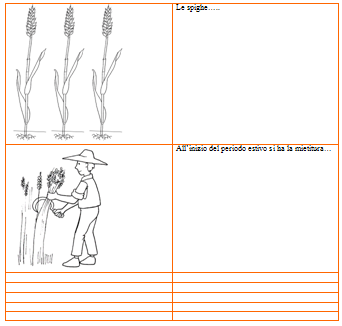 Le spighe…..
All’inizio del periodo estivo si ha la mietitura…